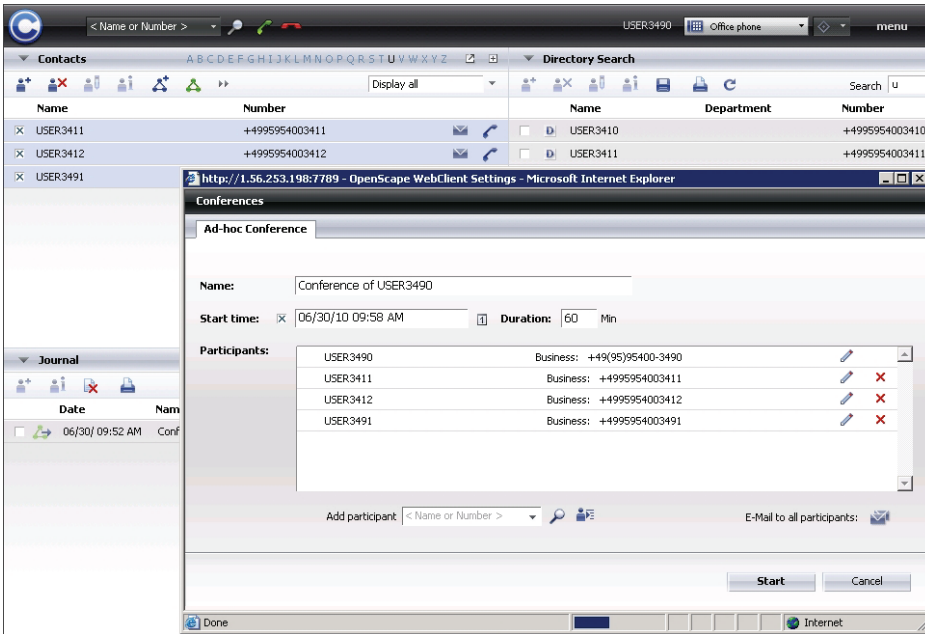 < Name or Number >
USER3490 Office phone menu
Contacts A B C D E F G H I J K L M N O P Q R S T U V W X Y Z
Display all
Name Number
USER3411 +4995954003411
USER3412 +4995954003412
USER3491
Directory Search
Search u
Name Department Number
D USER3410 +4995954003410
D USER3411 +4995954003411
Journal
Date Nam
06/30/ 09:52 AM Conf
http://1.56.253.198:7789 - OpenScape WebClient Settings - Microsoft Internet Explorer
Conferences
Ad-hoc Conference
Name: Conference of USER3490
Start time: 06/30/10 09:58 AM 1 Duration: 60 Min
Participants:
USER3490 Business: +49(95)95400-3490
USER3411 Business: +4995954003411
USER3412 Business: +4995954003412
USER3491 Business: +4995954003491
Add participant < Name or Number > E-Mail to all participants:
Start Cancel
Done Internet